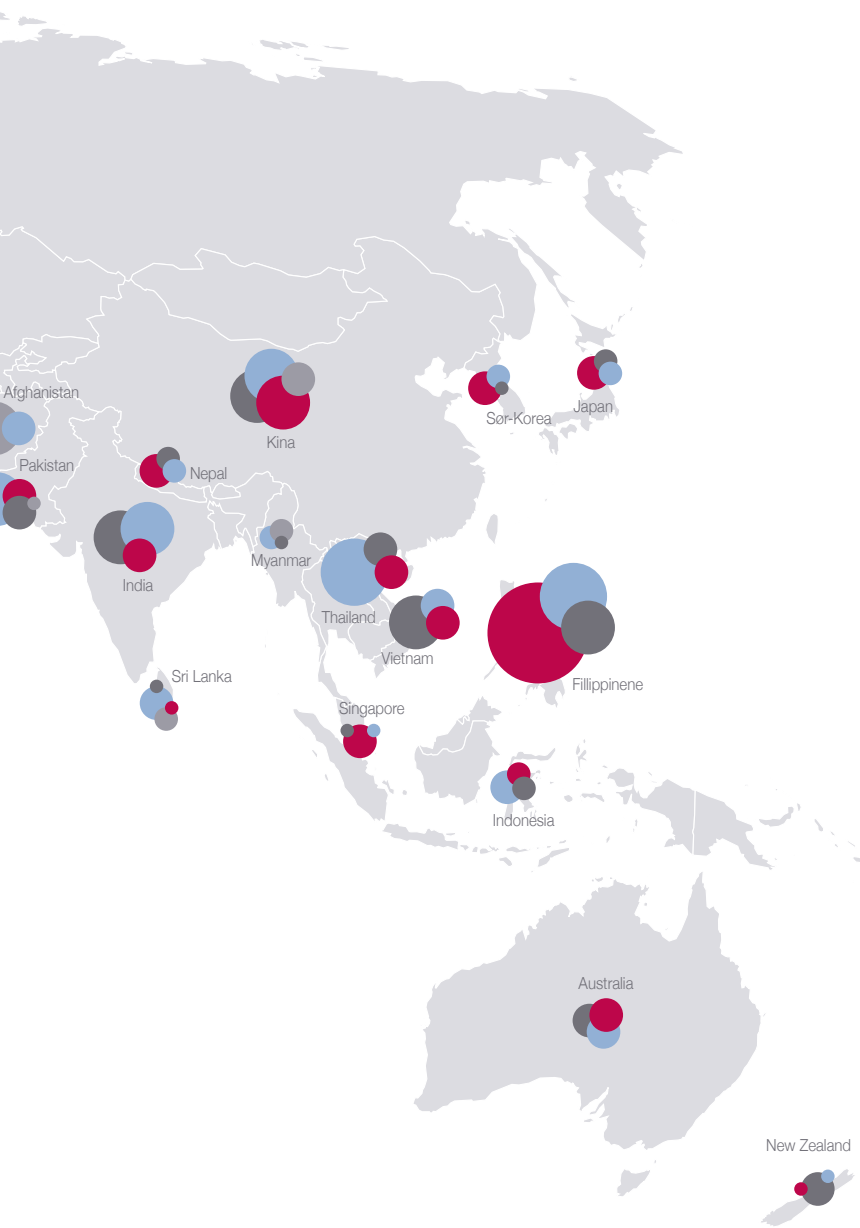 Afghanistan
Sør-Korea
Japan
Kina
Pakistan
Nepal
Myanmar
India
Thailand
Vietnam
Sri Lanka
Fillippinene
Singapore
Indonesia
Australia
New Zealand